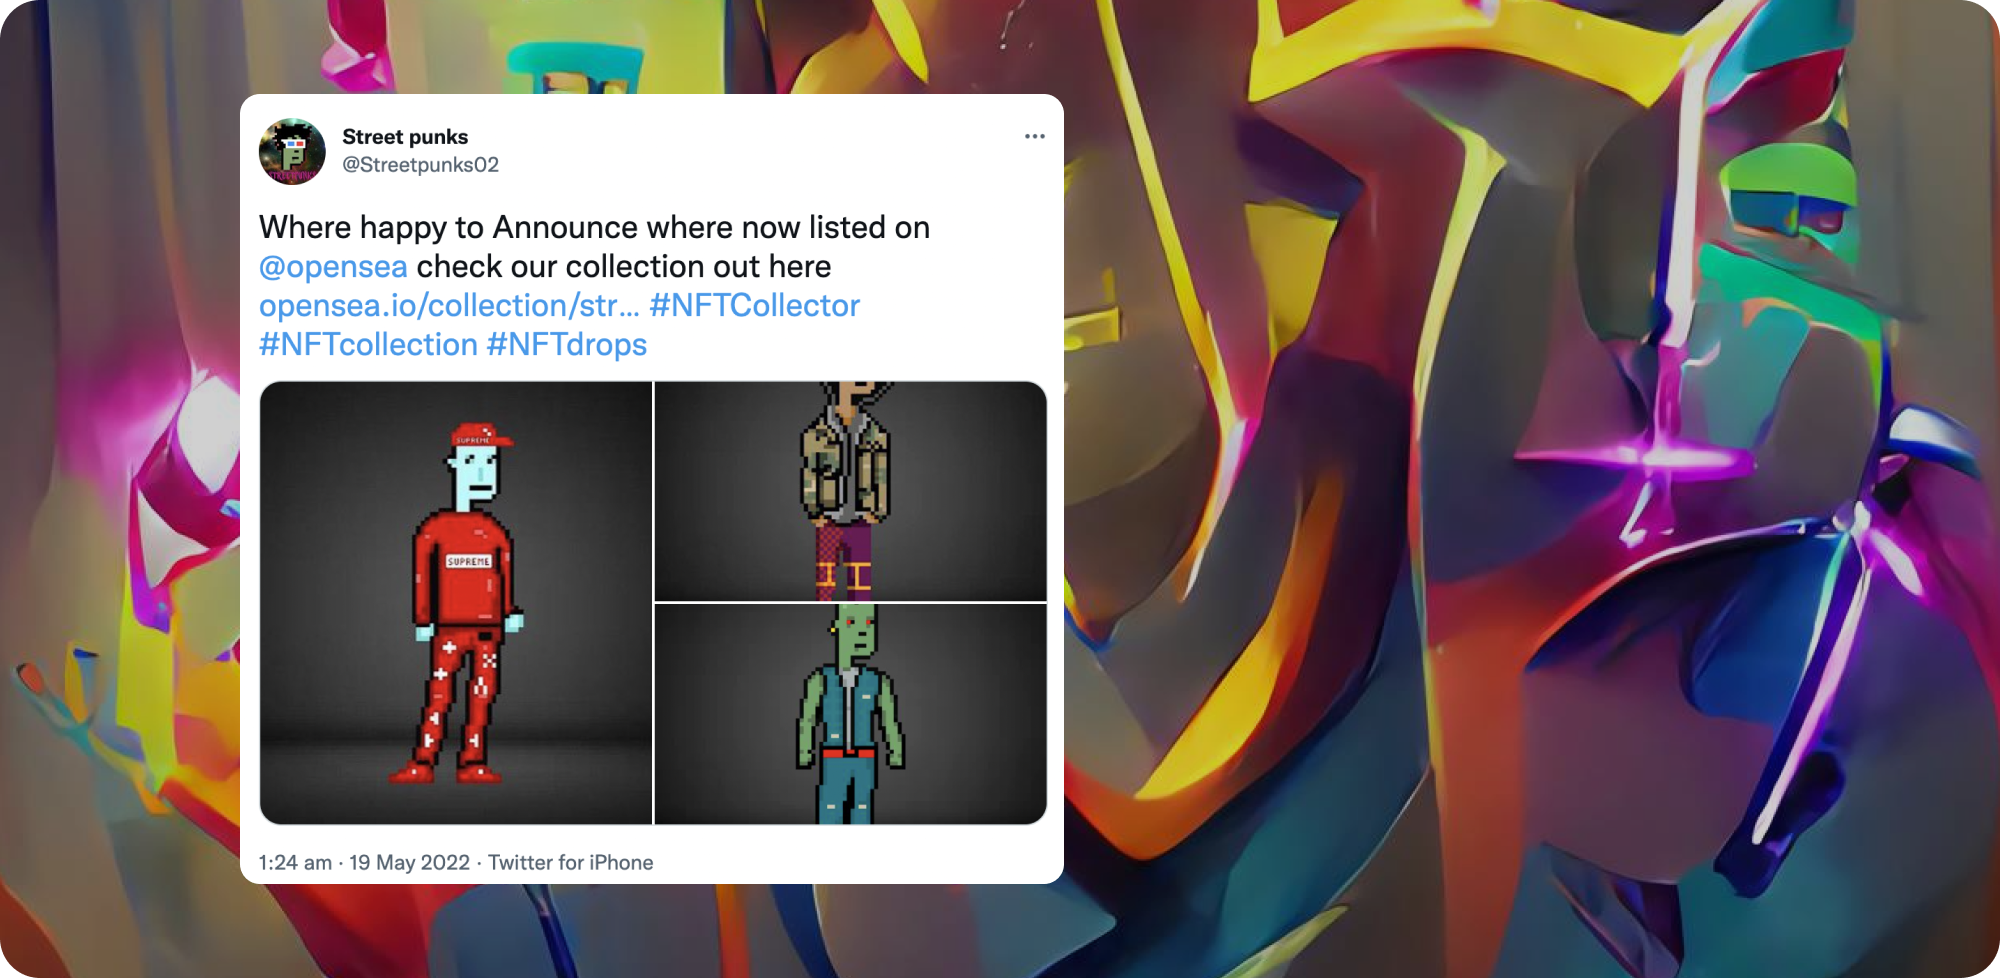 Street punks
@Streetpunks02
Where happy to Announce where now listed on
@opensea check our collection out here
opensea.io/collection/str... #NFTCollector
#NFTcollection #NFTdrops
SUPREME
SUPREME
1:24 am · 19 May 2022 · Twitter for iPhone